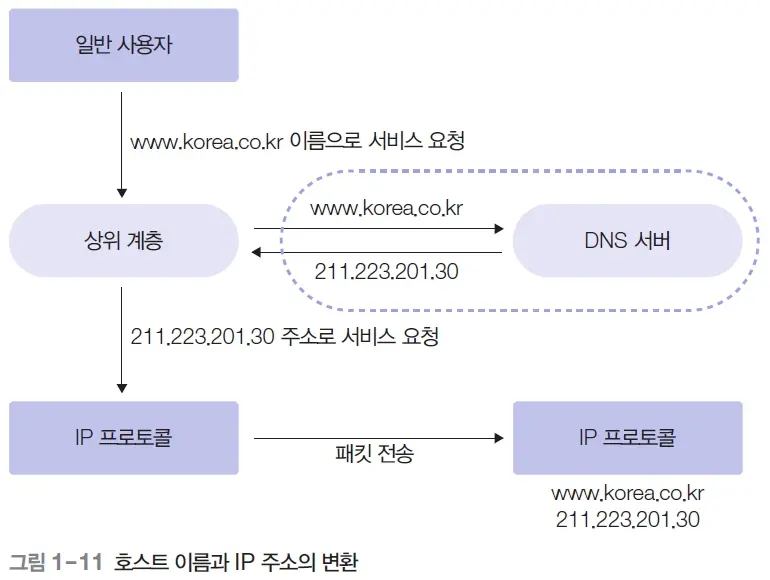 일반 사용자
www.korea.co.kr 이름으로 서비스 요청
상위 계층
www.korea.co.kr
211.223.201.30
DNS 서버
211.223.201.30 주소로 서비스 요청
IP 프로토콜
패킷 전송
IP 프로토콜
www.korea.co.kr
211.223.201.30
그림 1-11 호스트 이름과 IP 주소의 변환